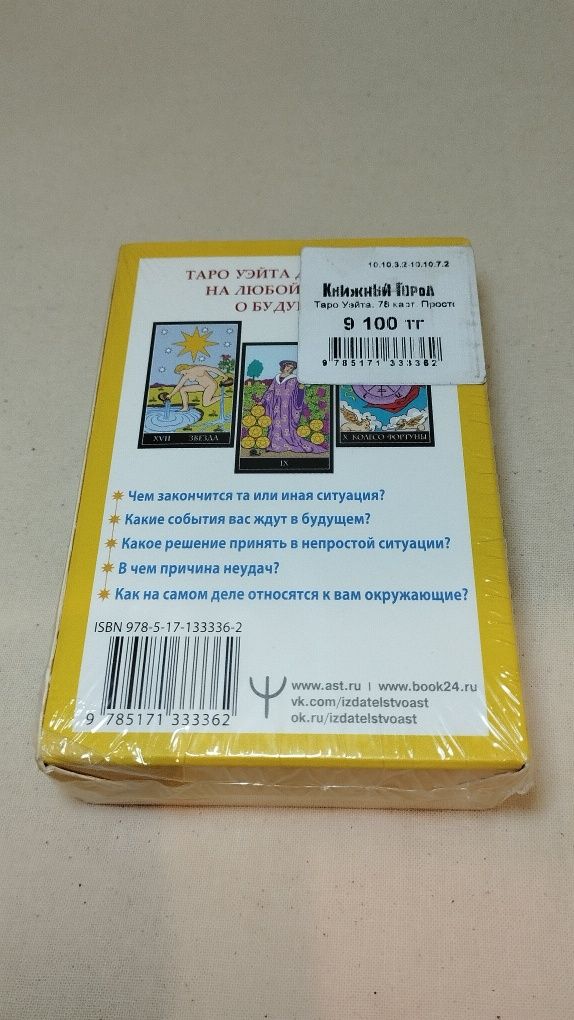 10.10.3.2-10.10.7.2
Книжный Город
Таро Уэйта. 78 карт. Просто
9 100 тг
9 785171 333362
ТАРО УЭЙТА
НА ЛЮБОЙ
О БУДУ
XVII ЗВЕЗДА
IX
X КОЛЕСО ФОРТУНЫ
Чем закончится та или иная ситуация?
Какие события вас ждут в будущем?
Какое решение принять в непростой ситуации?
В чем причина неудач?
Как на самом деле относятся к вам окружающие?
ISBN 978-5-17-133336-2
9 785171 333362
www.ast.ru | www.book24.ru
vk.com/izdatelstvoast
ok.ru/izdatelstvoast